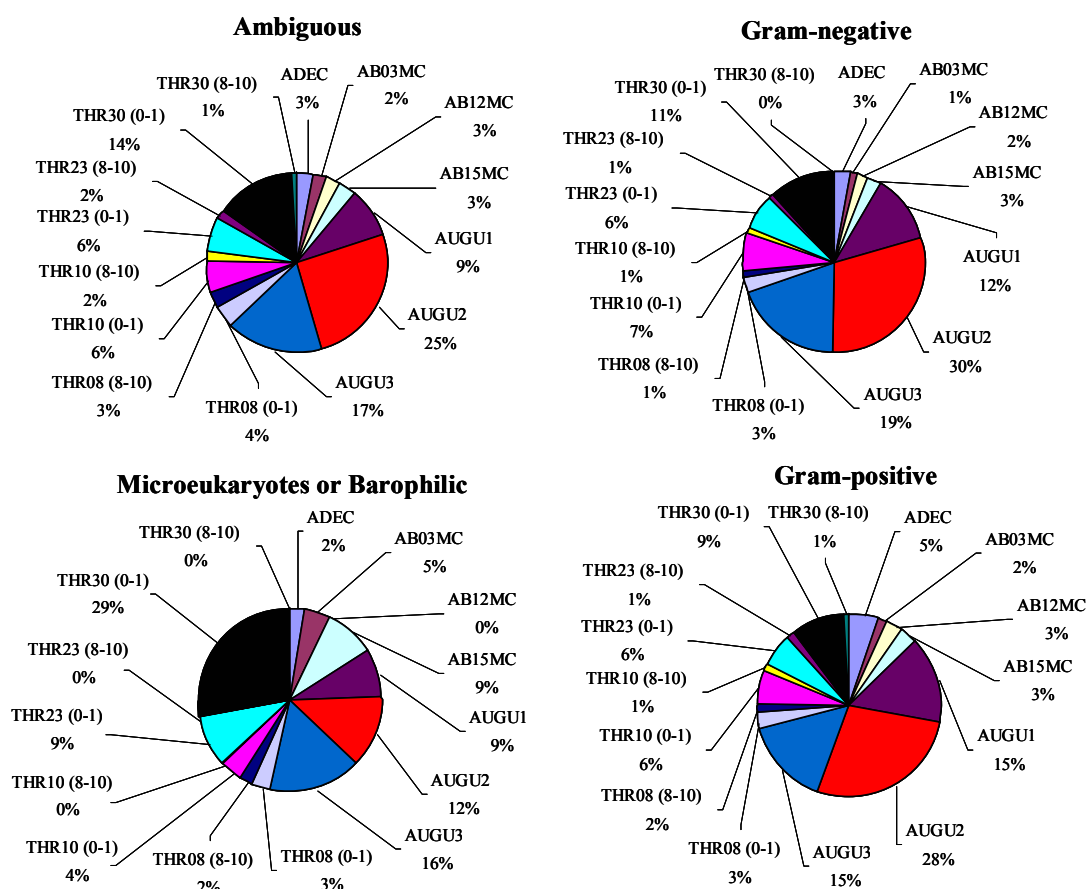 Ambiguous
THR30 (8-10)
1%
ADEC
3%
AB03MC
2%
AB12MC
3%
AB15MC
3%
AUGU1
9%
AUGU2
25%
AUGU3
17%
THR08 (0-1)
4%
THR08 (8-10)
3%
THR10 (0-1)
6%
THR10 (8-10)
2%
THR23 (0-1)
6%
THR23 (8-10)
2%
THR30 (0-1)
14%
Gram-negative
THR30 (8-10)
0%
ADEC
3%
AB03MC
1%
AB12MC
2%
AB15MC
3%
AUGU1
12%
AUGU2
30%
AUGU3
19%
THR08 (0-1)
3%
THR08 (8-10)
1%
THR10 (0-1)
7%
THR10 (8-10)
1%
THR23 (0-1)
6%
THR23 (8-10)
1%
THR30 (0-1)
11%
Microeukaryotes or Barophilic
THR30 (8-10)
0%
ADEC
2%
AB03MC
5%
AB12MC
0%
AB15MC
9%
AUGU1
9%
AUGU2
12%
AUGU3
16%
THR08 (0-1)
3%
THR08 (8-10)
2%
THR10 (0-1)
4%
THR10 (8-10)
0%
THR23 (0-1)
9%
THR23 (8-10)
0%
THR30 (0-1)
29%
Gram-positive
THR30 (8-10)
1%
ADEC
5%
AB03MC
2%
AB12MC
3%
AB15MC
3%
AUGU1
15%
AUGU2
28%
AUGU3
15%
THR08 (0-1)
3%
THR08 (8-10)
2%
THR10 (0-1)
6%
THR10 (8-10)
1%
THR23 (0-1)
6%
THR23 (8-10)
1%
THR30 (0-1)
9%